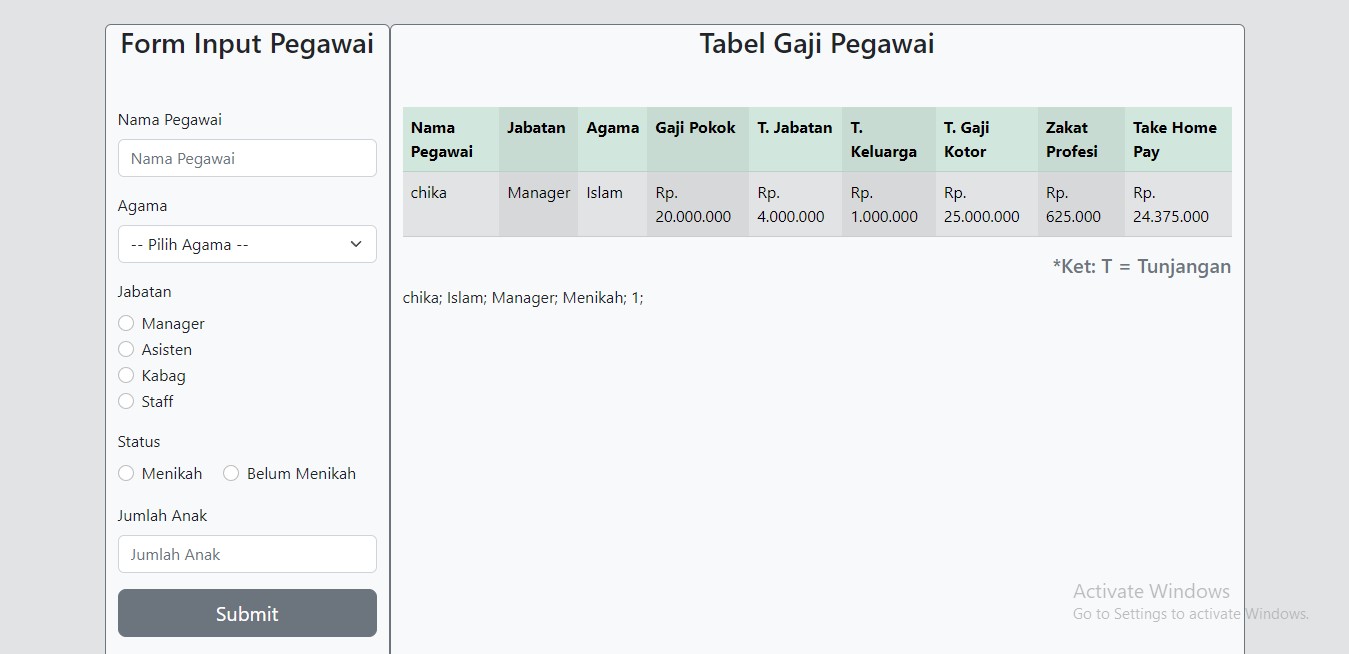 Form Input Pegawai
Nama Pegawai
Nama Pegawai
Agama
-- Pilih Agama --
Jabatan
Manager
Asisten
Kabag
Staff
Status
Menikah Belum Menikah
Jumlah Anak
Jumlah Anak
Submit
Tabel Gaji Pegawai
Nama Pegawai Jabatan Agama Gaji Pokok T. Jabatan T. Keluarga T. Gaji Kotor Zakat Profesi Take Home Pay
chika Manager Islam Rp. 20.000.000 Rp. 4.000.000 Rp. 1.000.000 Rp. 25.000.000 Rp. 625.000 Rp. 24.375.000
*Ket: T = Tunjangan
chika; Islam; Manager; Menikah; 1;
Activate Windows
Go to Settings to activate Windows.